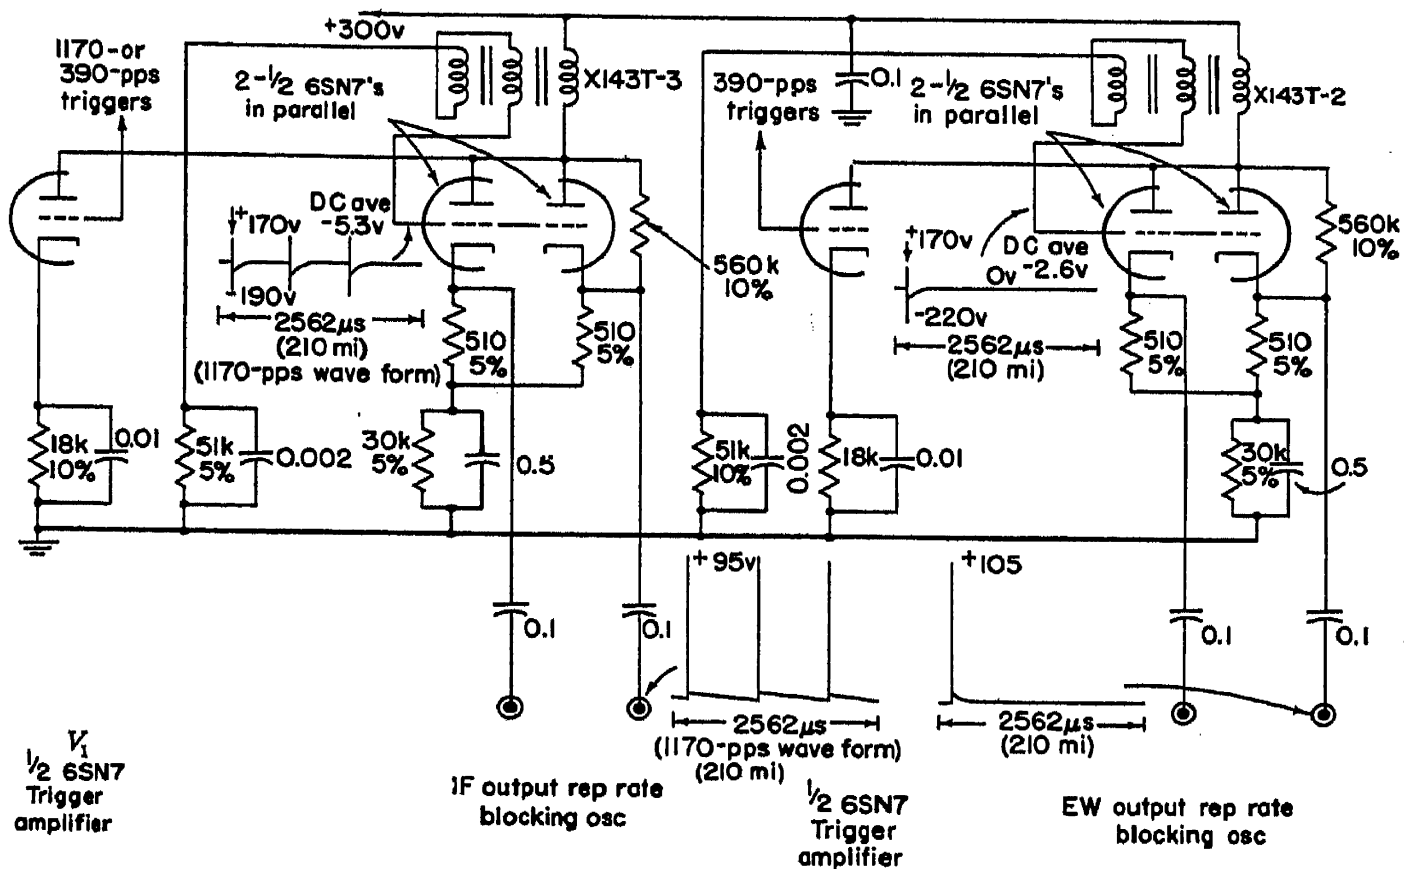 +300v
1170-or
390-pps
triggers
2-½ 6SN7's
in parallel
X143T-3
0.1
390-pps
triggers
2-½ 6SN7's
in parallel
X143T-2
+170v
DC ave
-5.3v
-190v
2562μs
(210 mi)
(1170-pps wave form)
560k
10%
510
5%
510
5%
+170v
DC ave
0v -2.6v
-220v
2562μs
(210 mi)
560k
10%
510
5%
510
5%
18k
10%
0.01
51k
5%
0.002
30k
5%
0.5
51k
10%
0.002
18k
0.01
30k
5%
0.5
+95v
+105
0.1
0.1
0.1
0.1
2562μs
(1170-pps wave form)
(210 mi)
2562μs
(210 mi)
V1
½ 6SN7
Trigger
amplifier
IF output rep rate
blocking osc
½ 6SN7
Trigger
amplifier
EW output rep rate
blocking osc